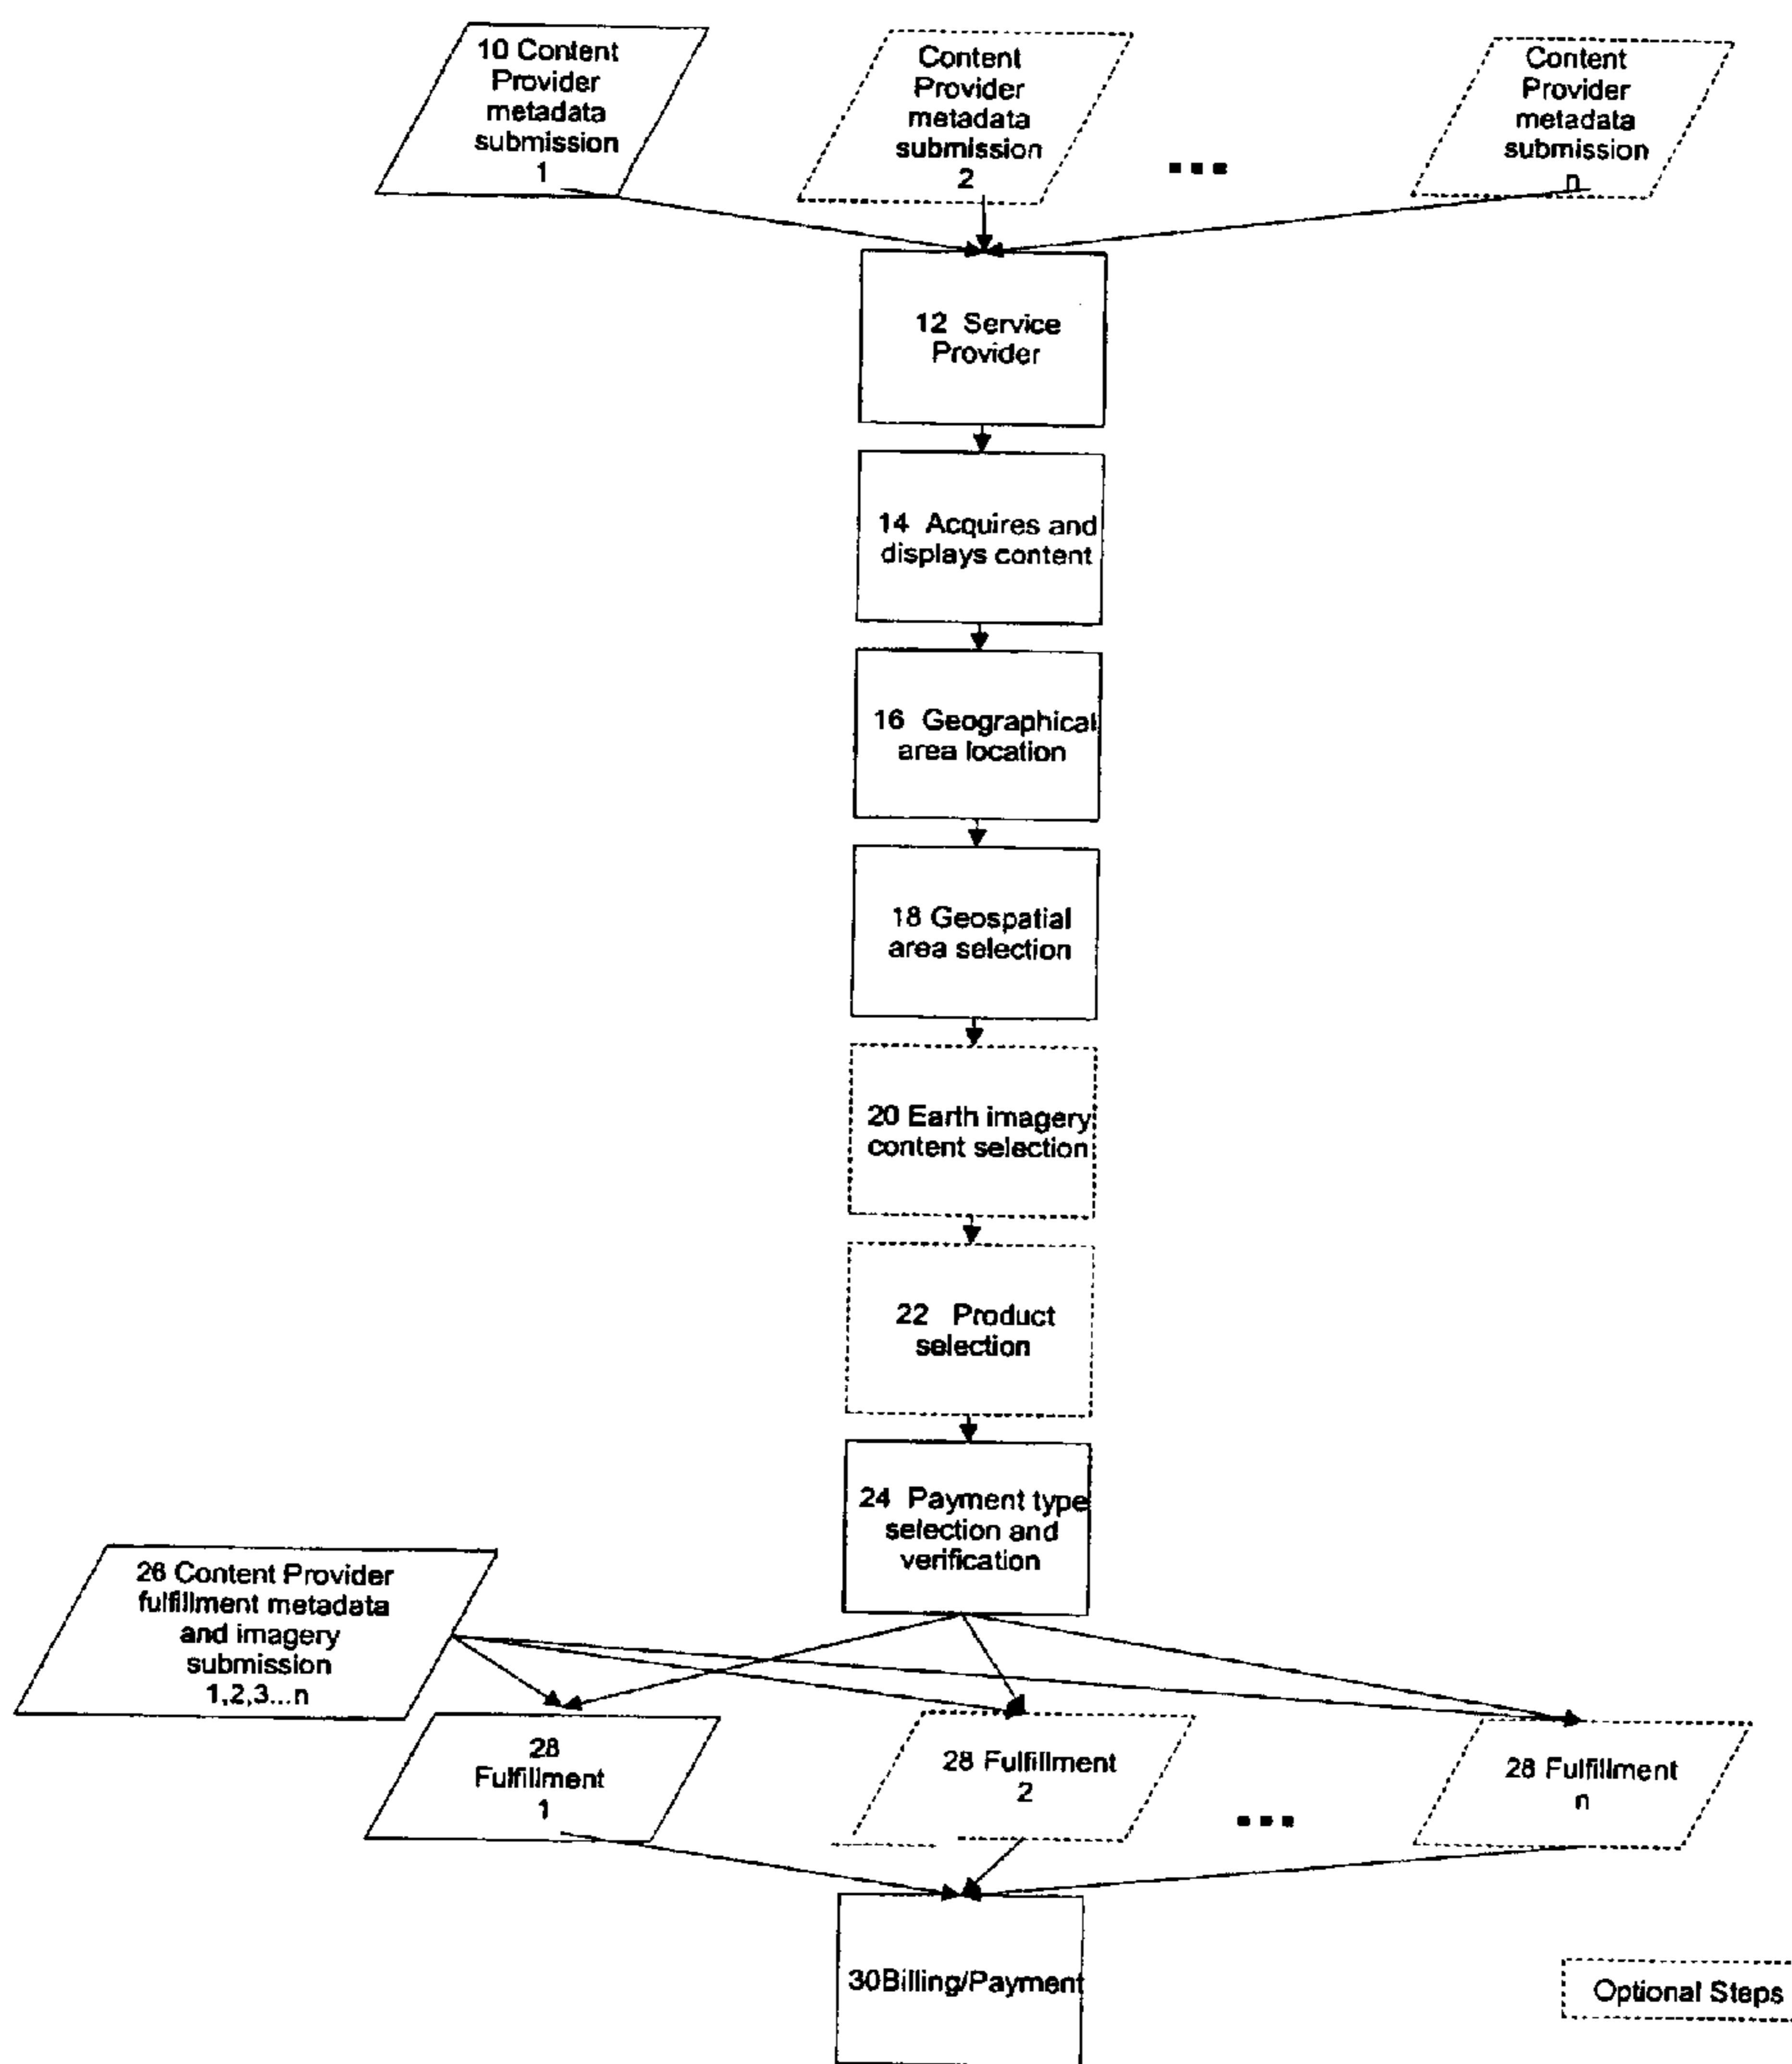 10 Content
Provider
metadata
submission
1
Content
Provider
metadata
submission
2
Content
Provider
metadata
submission
n
12 Service
Provider
14 Acquires and
displays content
16 Geographical
area location
18 Geospatial
area selection
20 Earth imagery
content selection
22 Product
selection
24 Payment type
selection and
verification
26 Content Provider
fulfillment metadata
and imagery
submission
1,2,3...n
28
Fulfillment
1
28 Fulfillment
2
28 Fulfillment
n
30Billing/Payment
Optional Steps